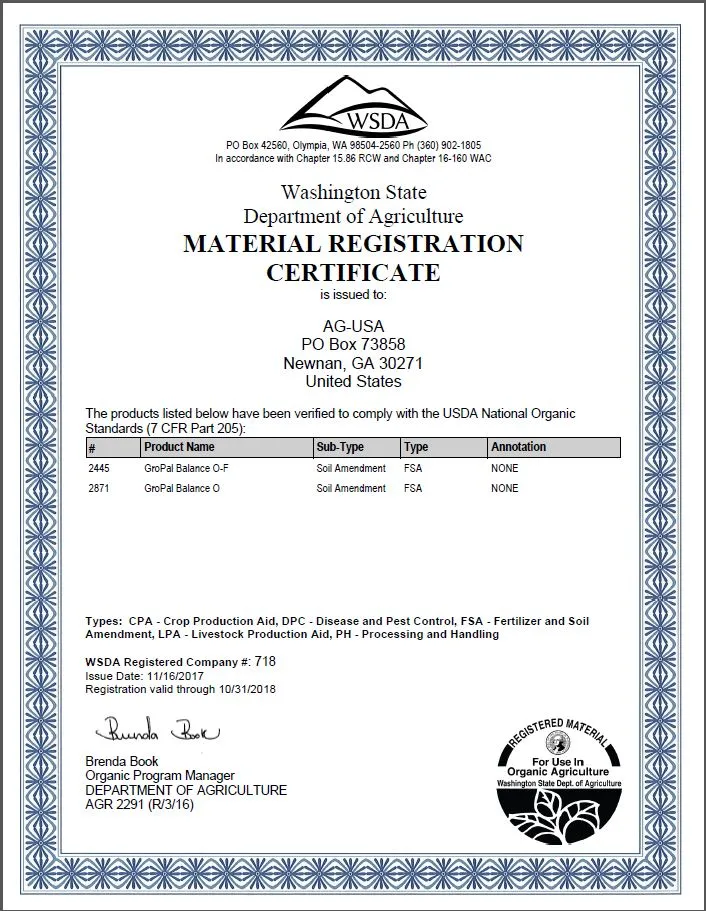 WSDA
PO Box 42560, Olympia, WA 98504-2560 Ph (360) 902-1805
In accordance with Chapter 15.86 RCW and Chapter 16-160 WAC
Washington State
Department of Agriculture
MATERIAL REGISTRATION
CERTIFICATE
is issued to:
AG-USA
PO Box 73858
Newnan, GA 30271
United States
The products listed below have been verified to comply with the USDA National Organic
Standards (7 CFR Part 205):
# Product Name Sub-Type Type Annotation
2445 GroPal Balance O-F Soil Amendment FSA NONE
2871 GroPal Balance O Soil Amendment FSA NONE
Types: CPA - Crop Production Aid, DPC - Disease and Pest Control, FSA - Fertilizer and Soil
Amendment, LPA - Livestock Production Aid, PH - Processing and Handling
WSDA Registered Company #: 718
Issue Date: 11/16/2017
Registration valid through 10/31/2018
Brenda Book
Brenda Book
Organic Program Manager
DEPARTMENT OF AGRICULTURE
AGR 2291 (R/3/16)
REGISTERED MATERIAL
For Use In
Organic Agriculture
Washington State Dept. of Agriculture